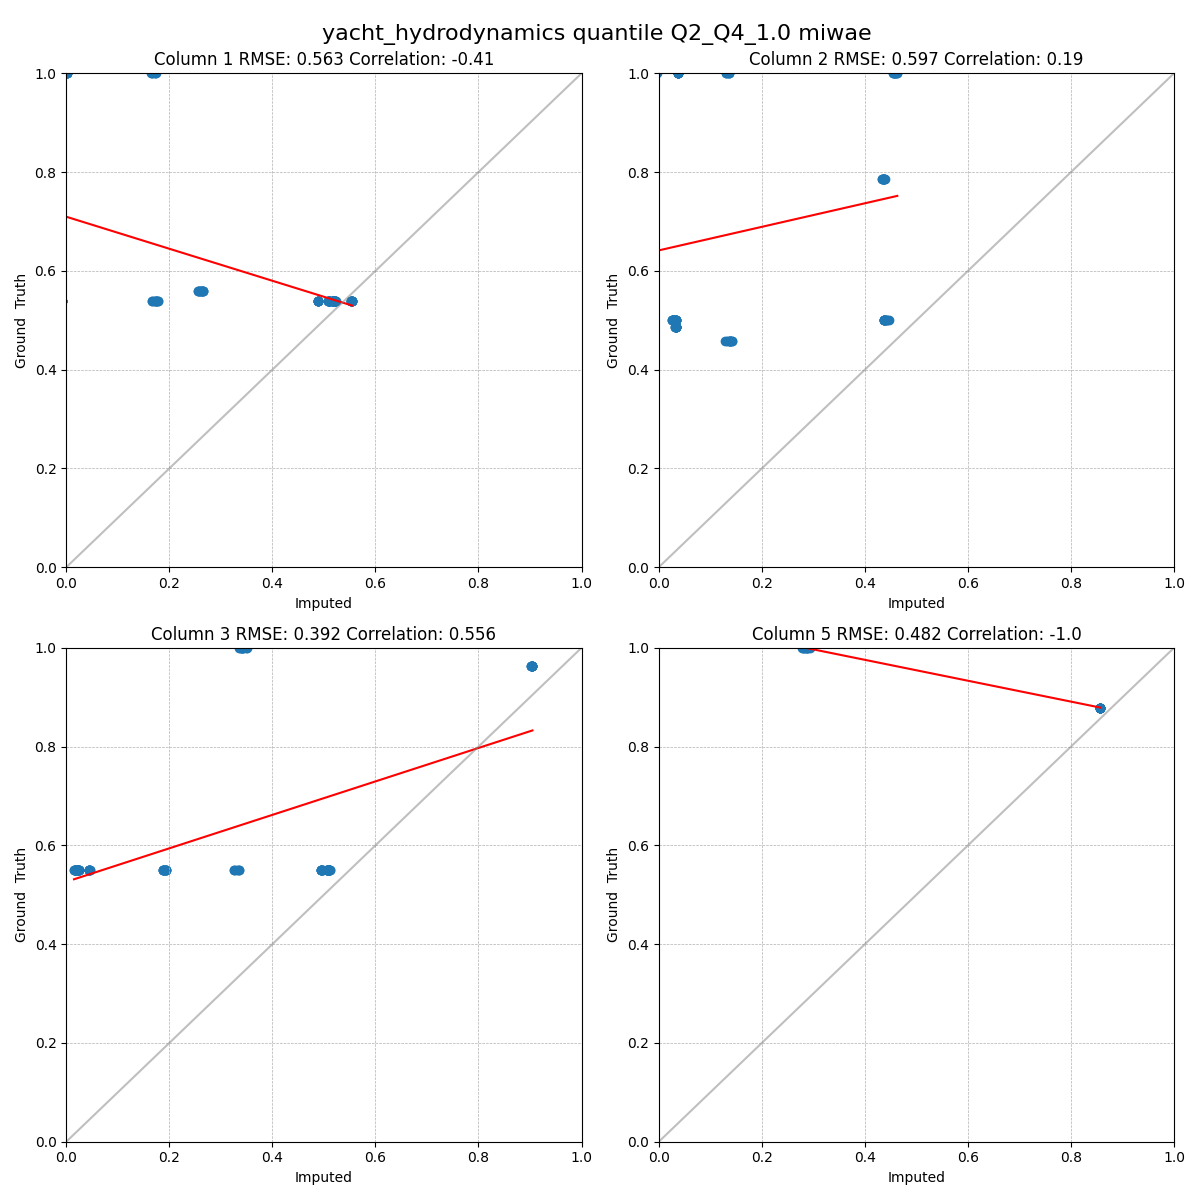 yacht_hydrodynamics quantile Q2_Q4_1.0 miwae
Column 1 RMSE: 0.563 Correlation: -0.41
Column 2 RMSE: 0.597 Correlation: 0.19
1.0
0.8
0.6
0.4
0.2
0.0
Ground Truth
0.0 0.2 0.4 0.6 0.8 1.0
Imputed
1.0
0.8
0.6
0.4
0.2
0.0
Ground Truth
0.0 0.2 0.4 0.6 0.8 1.0
Imputed
Column 3 RMSE: 0.392 Correlation: 0.556
Column 5 RMSE: 0.482 Correlation: -1.0
1.0
0.8
0.6
0.4
0.2
0.0
Ground Truth
0.0 0.2 0.4 0.6 0.8 1.0
Imputed
1.0
0.8
0.6
0.4
0.2
0.0
Ground Truth
0.0 0.2 0.4 0.6 0.8 1.0
Imputed